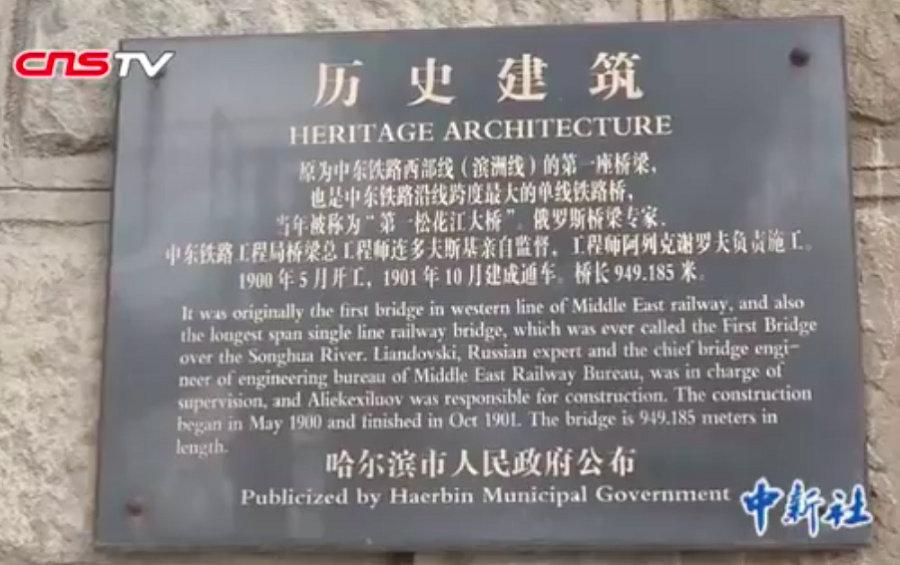 CNSTV
历史建筑
HERITAGE ARCHITECTURE
原为中东铁路西部线（滨洲线）的第一座桥梁，
也是中东铁路沿线跨度最大的单线铁路桥，
当年被称为“第一松花江大桥”。俄罗斯桥梁专家、
中东铁路工程局桥梁总工程师连多夫斯基亲自监督，工程师阿列克谢罗夫负责施工。
1900年5月开工，1901年10月建成通车。桥长949.185米。
It was originally the first bridge in western line of Middle East railway, and also
the longest span single line railway bridge, which was ever called the First Bridge
over the Songhua River. Liandovski, Russian expert and the chief bridge engi-
neer of engineering bureau of Middle East Railway Bureau, was in charge of
supervision, and Aliekexiluov was responsible for construction. The construction
began in May 1900 and finished in Oct 1901. The bridge is 949.185 meters in
length.
哈尔滨市人民政府公布
Publicized by Haerbin Municipal Government
中新社